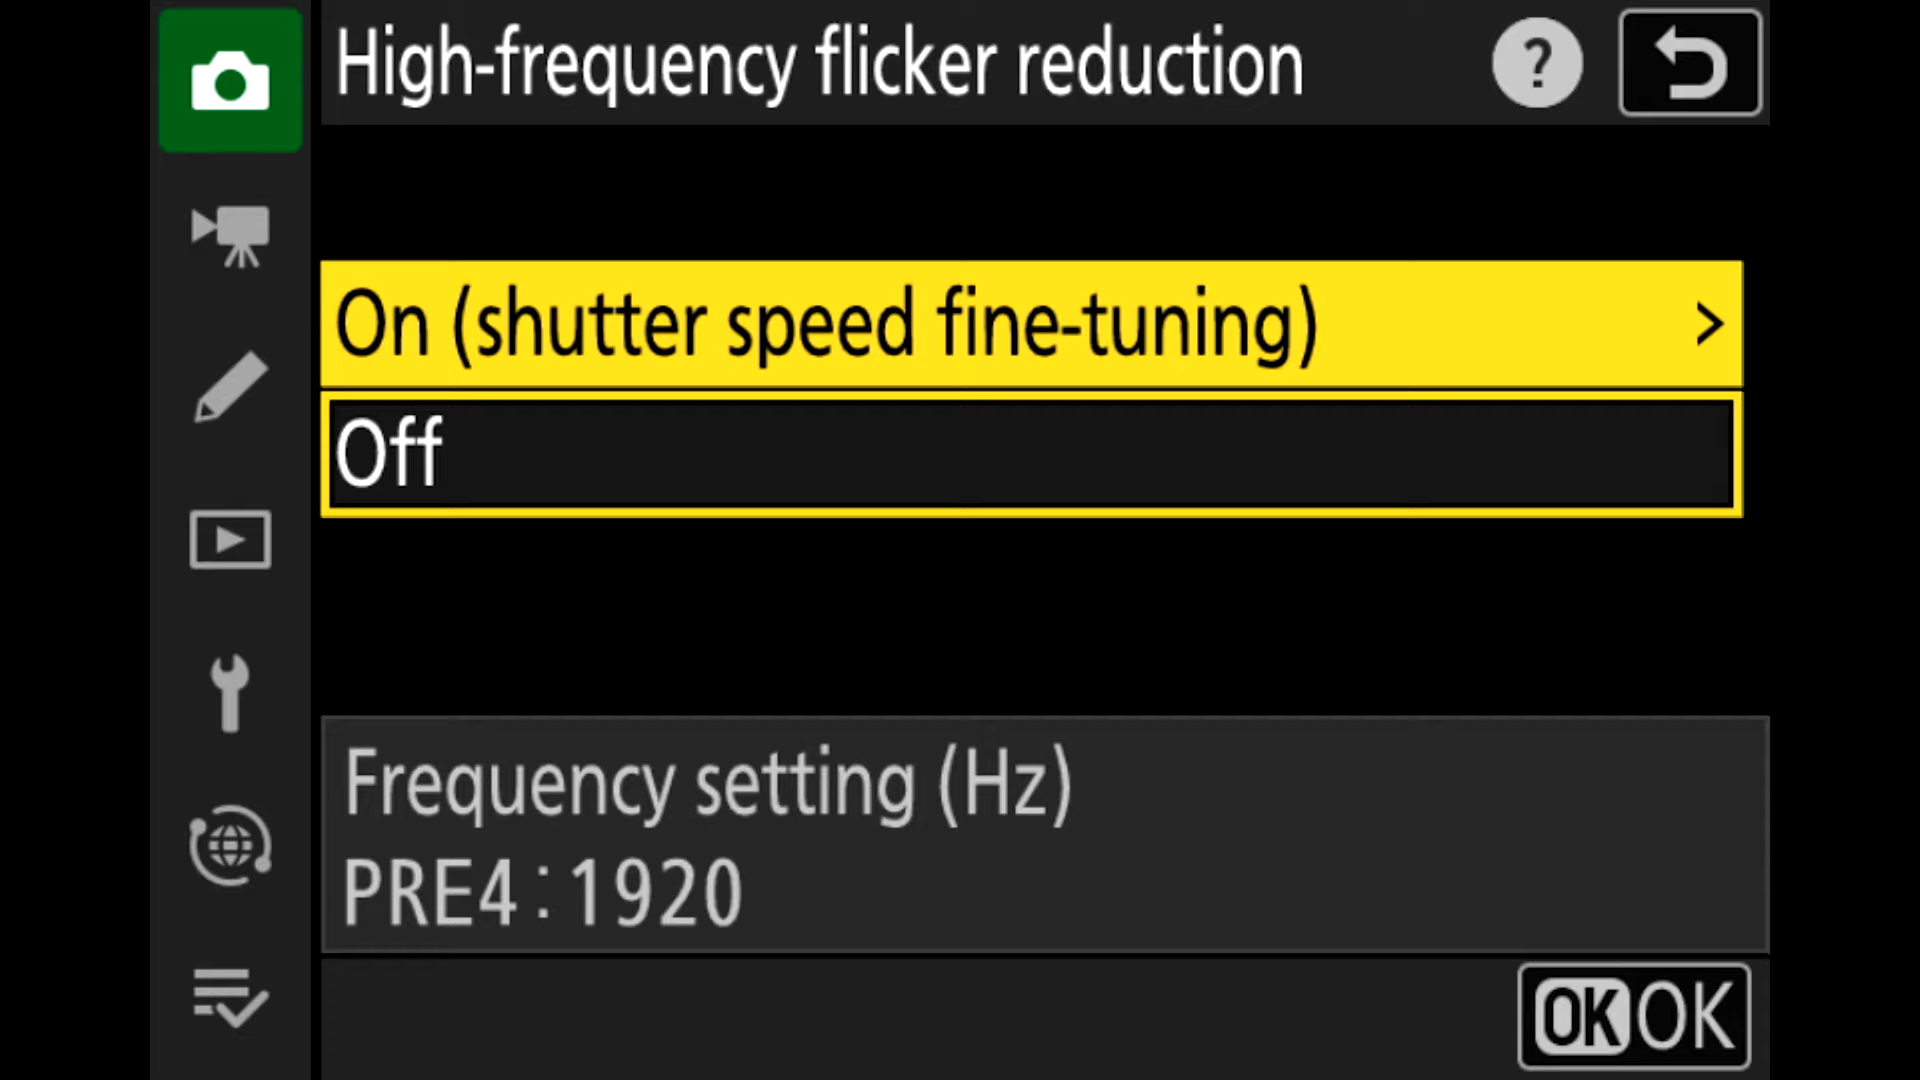 High-frequency flicker reduction ?
On (shutter speed fine-tuning) >
Off
Frequency setting (Hz)
PRE4:1920
OK OK